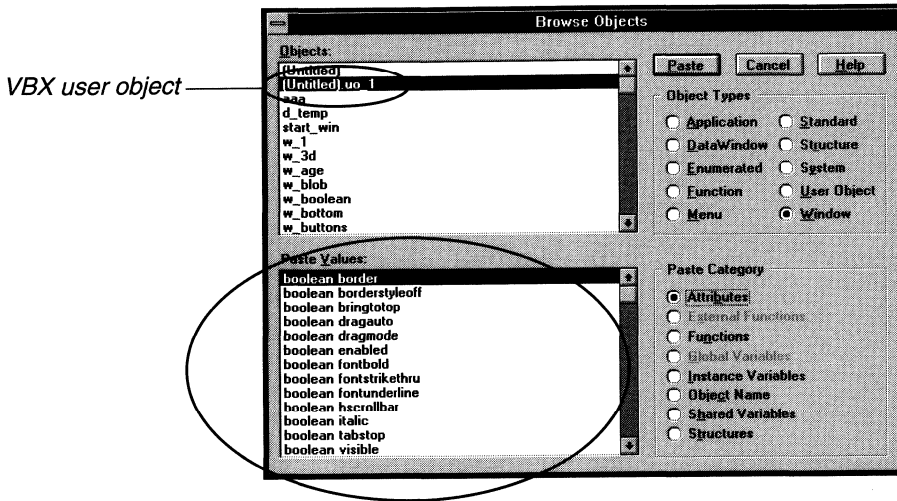 Browse Objects
VBX user object
Objects:
(Untitled)
(Untitled).uo_1
aaa
d_temp
start_win
w_1
w_3d
w_age
w_blob
w_boolean
w_bottom
w_buttons
Paste
Cancel
Help
Object Types
Application
Standard
DataWindow
Structure
Enumerated
System
Function
User Object
Menu
Window
Paste Values:
boolean border
boolean borderstyleoff
boolean bringtotop
boolean dragauto
boolean dragmode
boolean enabled
boolean fontbold
boolean fontstrikethru
boolean fontunderline
boolean hscrollbar
boolean italic
boolean tabstop
boolean visible
Paste Category
Attributes
External Functions
Functions
Global Variables
Instance Variables
Object Name
Shared Variables
Structures